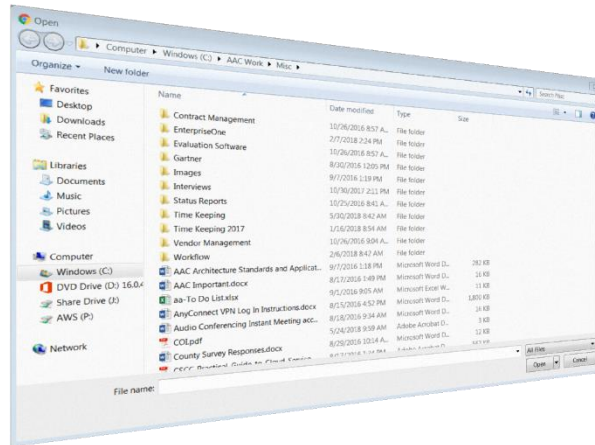 Open
Computer ▸ Windows (C:) ▸ AAC Work ▸ Misc ▸
Search Misc
Organize New folder
Name Date modified Type Size
Favorites
Desktop
Downloads
Recent Places
Libraries
Documents
Music
Pictures
Videos
Computer
Windows (C:)
DVD Drive (D:) 16.0.4
Share Drive (J:)
AWS (P:)
Network
Contract Management 10/26/2016 8:57 A... File folder
EnterpriseOne 2/7/2018 2:24 PM File folder
Evaluation Software 10/26/2016 8:57 A... File folder
Gartner 8/30/2016 12:05 PM File folder
Images 9/7/2016 1:19 PM File folder
Interviews 10/30/2017 2:11 PM File folder
Status Reports 10/25/2016 8:41 A... File folder
Time Keeping 5/30/2018 8:42 AM File folder
Time Keeping 2017 1/16/2018 8:54 AM File folder
Vendor Management 10/26/2016 9:04 A... File folder
Workflow 2/6/2018 8:42 AM File folder
AAC Architecture Standards and Applicat... 9/7/2016 1:18 PM Microsoft Word D... 282 KB
AAC Important.docx 8/17/2016 1:49 PM Microsoft Word D... 16 KB
aa-To Do List.xlsx 9/1/2016 9:05 AM Microsoft Excel W... 11 KB
AnyConnect VPN Log In Instructions.docx 8/15/2016 4:52 PM Microsoft Word D... 1,801 KB
Audio Conferencing Instant Meeting acc... 8/18/2016 9:34 AM Microsoft Word D... 16 KB
COI.pdf 5/24/2018 9:59 AM Adobe Acrobat D... 3 KB
County Survey Responses.docx 8/29/2016 10:14 A... Microsoft Word D... 12 KB
CSCC Practical Guide to Cloud Service
File name:
All Files
Open Cancel